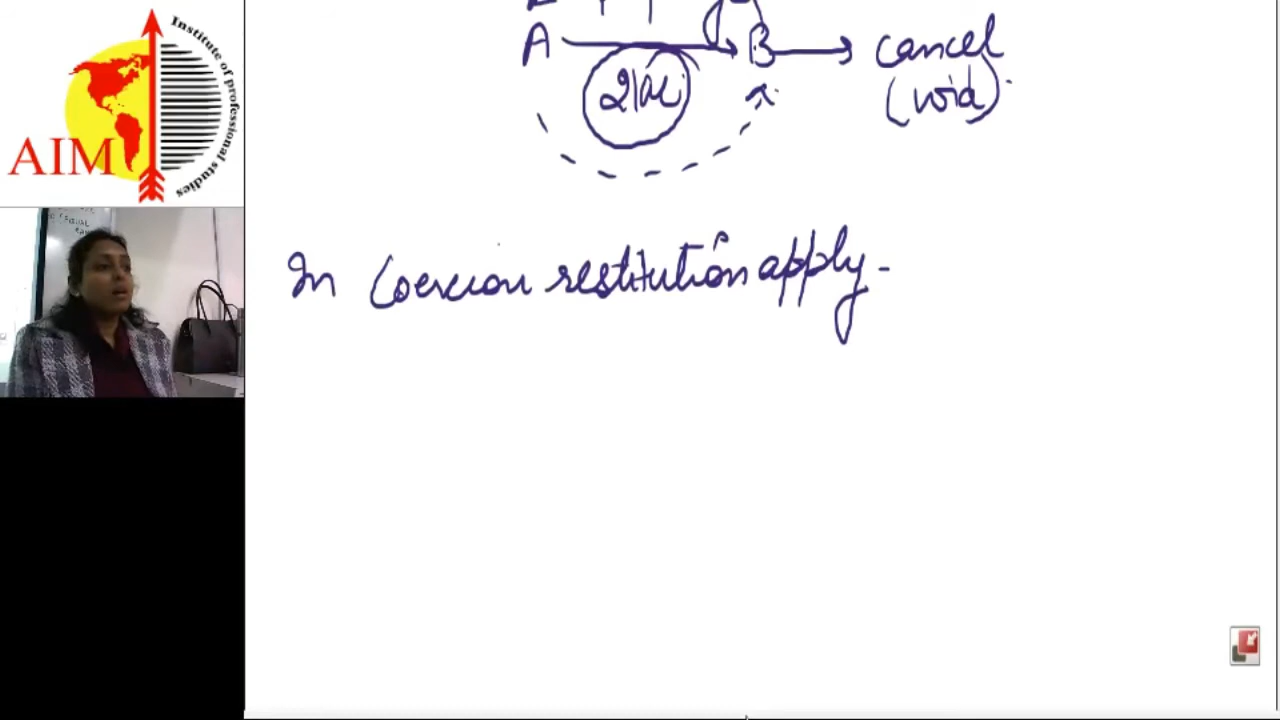 Institute of professional studies
AIM
A B cancel
2lac (void).
In Coercion restitution apply -